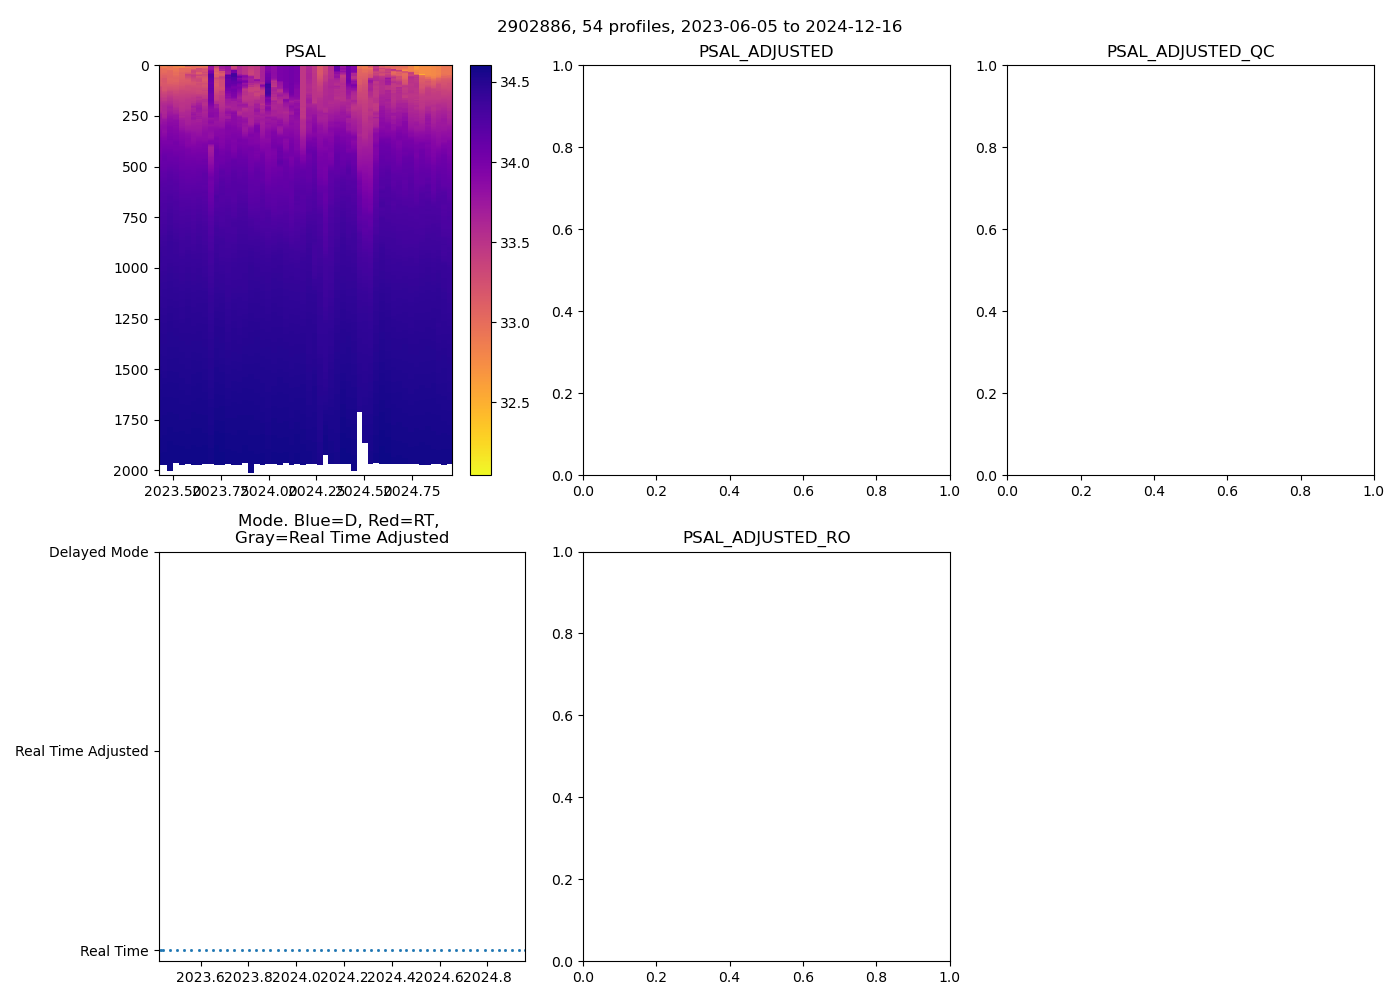 2902886, 54 profiles, 2023-06-05 to 2024-12-16
PSAL
0
250
500
750
1000
1250
1500
1750
2000
2023.50 2023.75 2024.00 2024.25 2024.50 2024.75
34.5
34.0
33.5
33.0
32.5
PSAL_ADJUSTED
1.0
0.8
0.6
0.4
0.2
0.0
0.0 0.2 0.4 0.6 0.8 1.0
PSAL_ADJUSTED_QC
1.0
0.8
0.6
0.4
0.2
0.0
0.0 0.2 0.4 0.6 0.8 1.0
Mode. Blue=D, Red=RT,
Gray=Real Time Adjusted
Delayed Mode
Real Time Adjusted
Real Time
2023.6 2023.8 2024.0 2024.2 2024.4 2024.6 2024.8
PSAL_ADJUSTED_RO
1.0
0.8
0.6
0.4
0.2
0.0
0.0 0.2 0.4 0.6 0.8 1.0